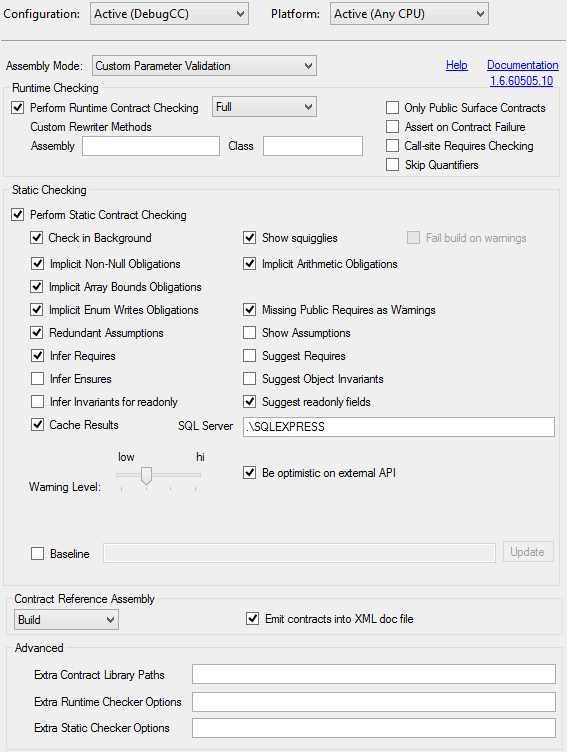 Configuration: Active (DebugCC) Platform: Active (Any CPU)
Assembly Mode: Custom Parameter Validation Help Documentation
1.6.60505.10
Runtime Checking
Perform Runtime Contract Checking Full Only Public Surface Contracts
Custom Rewriter Methods Assert on Contract Failure
Assembly Class Call-site Requires Checking
Skip Quantifiers
Static Checking
Perform Static Contract Checking
Check in Background Show squigglies Fail build on warnings
Implicit Non-Null Obligations Implicit Arithmetic Obligations
Implicit Array Bounds Obligations
Implicit Enum Writes Obligations Missing Public Requires as Warnings
Redundant Assumptions Show Assumptions
Infer Requires Suggest Requires
Infer Ensures Suggest Object Invariants
Infer Invariants for readonly Suggest readonly fields
Cache Results SQL Server .\SQLEXPRESS
low hi
Warning Level: Be optimistic on external API
Baseline Update
Contract Reference Assembly
Build Emit contracts into XML doc file
Advanced
Extra Contract Library Paths
Extra Runtime Checker Options
Extra Static Checker Options